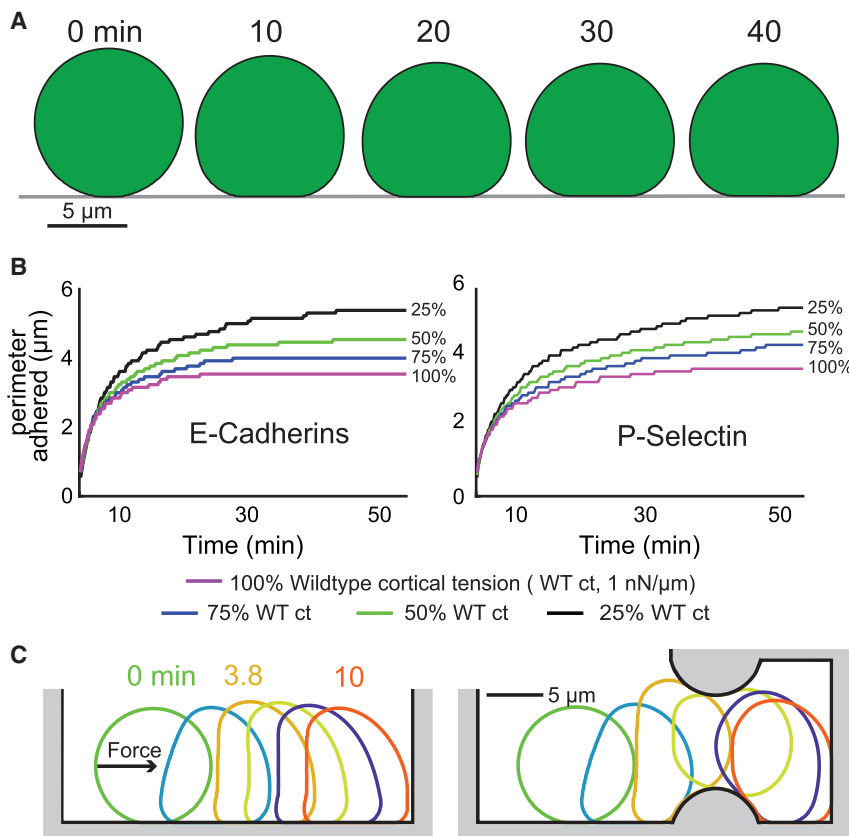 A
0 min 10 20 30 40
5 µm
B
6
4
2
0
perimeter
adhered (µm)
25%
50%
75%
100%
E-Cadherins
10 30 50
Time (min)
6
4
2
0
25%
50%
75%
100%
P-Selectin
10 30 50
Time (min)
100% Wildtype cortical tension ( WT ct, 1 nN/µm)
75% WT ct 50% WT ct 25% WT ct
C
0 min 3.8 10
Force
5 µm